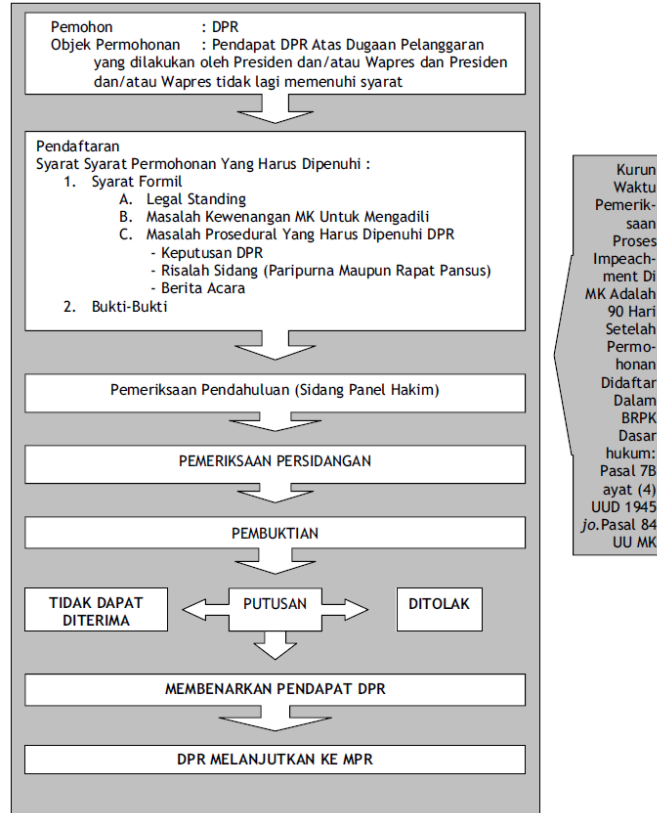 Pemohon : DPR
Objek Permohonan : Pendapat DPR Atas Dugaan Pelanggaran
yang dilakukan oleh Presiden dan/atau Wapres dan Presiden
dan/atau Wapres tidak lagi memenuhi syarat
Pendaftaran
Syarat Syarat Permohonan Yang Harus Dipenuhi :
1. Syarat Formil
A. Legal Standing
B. Masalah Kewenangan MK Untuk Mengadili
C. Masalah Prosedural Yang Harus Dipenuhi DPR
- Keputusan DPR
- Risalah Sidang (Paripurna Maupun Rapat Pansus)
- Berita Acara
2. Bukti-Bukti
Pemeriksaan Pendahuluan (Sidang Panel Hakim)
PEMERIKSAAN PERSIDANGAN
PEMBUKTIAN
TIDAK DAPAT
DITERIMA
PUTUSAN
DITOLAK
MEMBENARKAN PENDAPAT DPR
DPR MELANJUTKAN KE MPR
Kurun
Waktu
Pemerik-
saan
Proses
Impeach-
ment Di
MK Adalah
90 Hari
Setelah
Permo-
honan
Didaftar
Dalam
BRPK
Dasar
hukum:
Pasal 7B
ayat (4)
UUD 1945
jo.Pasal 84
UU MK